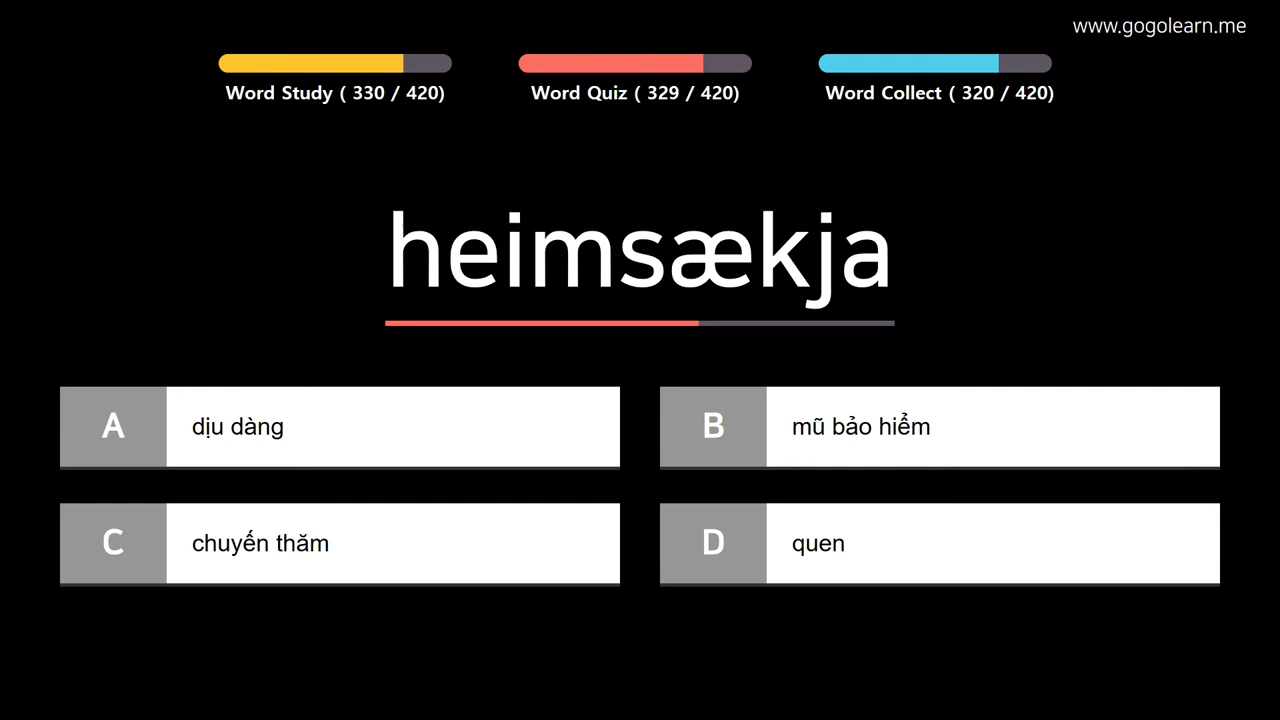 www.gogolearn.me
Word Study ( 330 / 420)
Word Quiz ( 329 / 420)
Word Collect ( 320 / 420)
heimsækja
A dịu dàng
B mũ bảo hiểm
C chuyến thăm
D quen